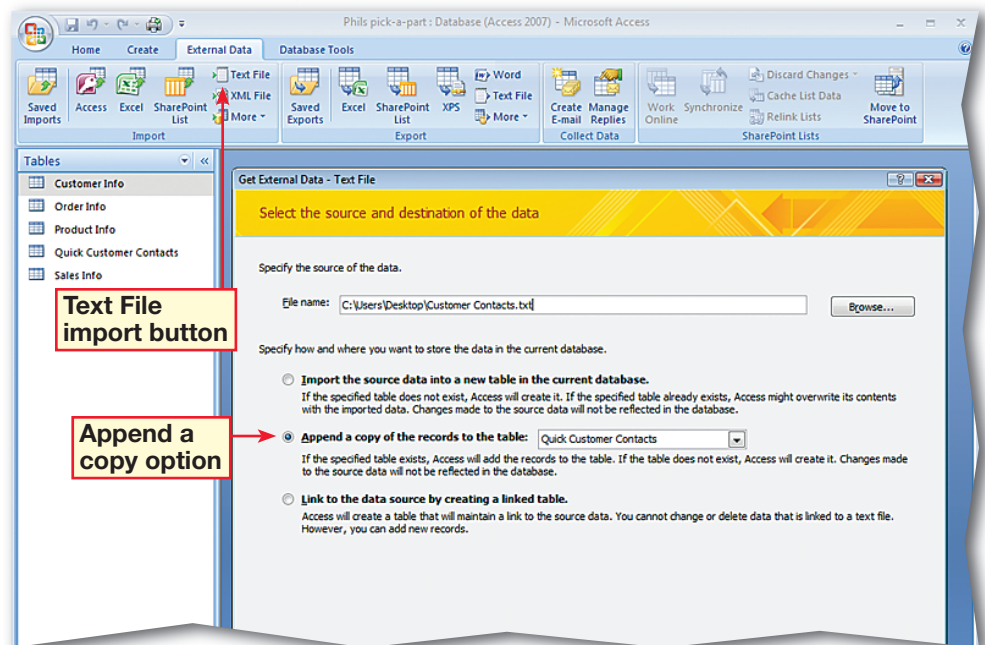 Phils pick-a-part : Database (Access 2007) - Microsoft Access
Home Create External Data Database Tools
Saved Imports
Access
Excel
SharePoint List
Text File
XML File
More
Import
Saved Exports
Excel
SharePoint List
XPS
Word
Text File
More
Export
Create E-mail
Manage Replies
Collect Data
Work Online
Synchronize
Discard Changes
Cache List Data
Relink Lists
Move to SharePoint
SharePoint Lists
Tables
Customer Info
Order Info
Product Info
Quick Customer Contacts
Sales Info
Text File
import button
Append a
copy option
Get External Data - Text File
Select the source and destination of the data
Specify the source of the data.
File name: C:\Users\Desktop\Customer Contacts.txt Browse...
Specify how and where you want to store the data in the current database.
Import the source data into a new table in the current database.
If the specified table does not exist, Access will create it. If the specified table already exists, Access might overwrite its contents
with the imported data. Changes made to the source data will not be reflected in the database.
Append a copy of the records to the table: Quick Customer Contacts
If the specified table exists, Access will add the records to the table. If the table does not exist, Access will create it. Changes made
to the source data will not be reflected in the database.
Link to the data source by creating a linked table.
Access will create a table that will maintain a link to the source data. You cannot change or delete data that is linked to a text file.
However, you can add new records.